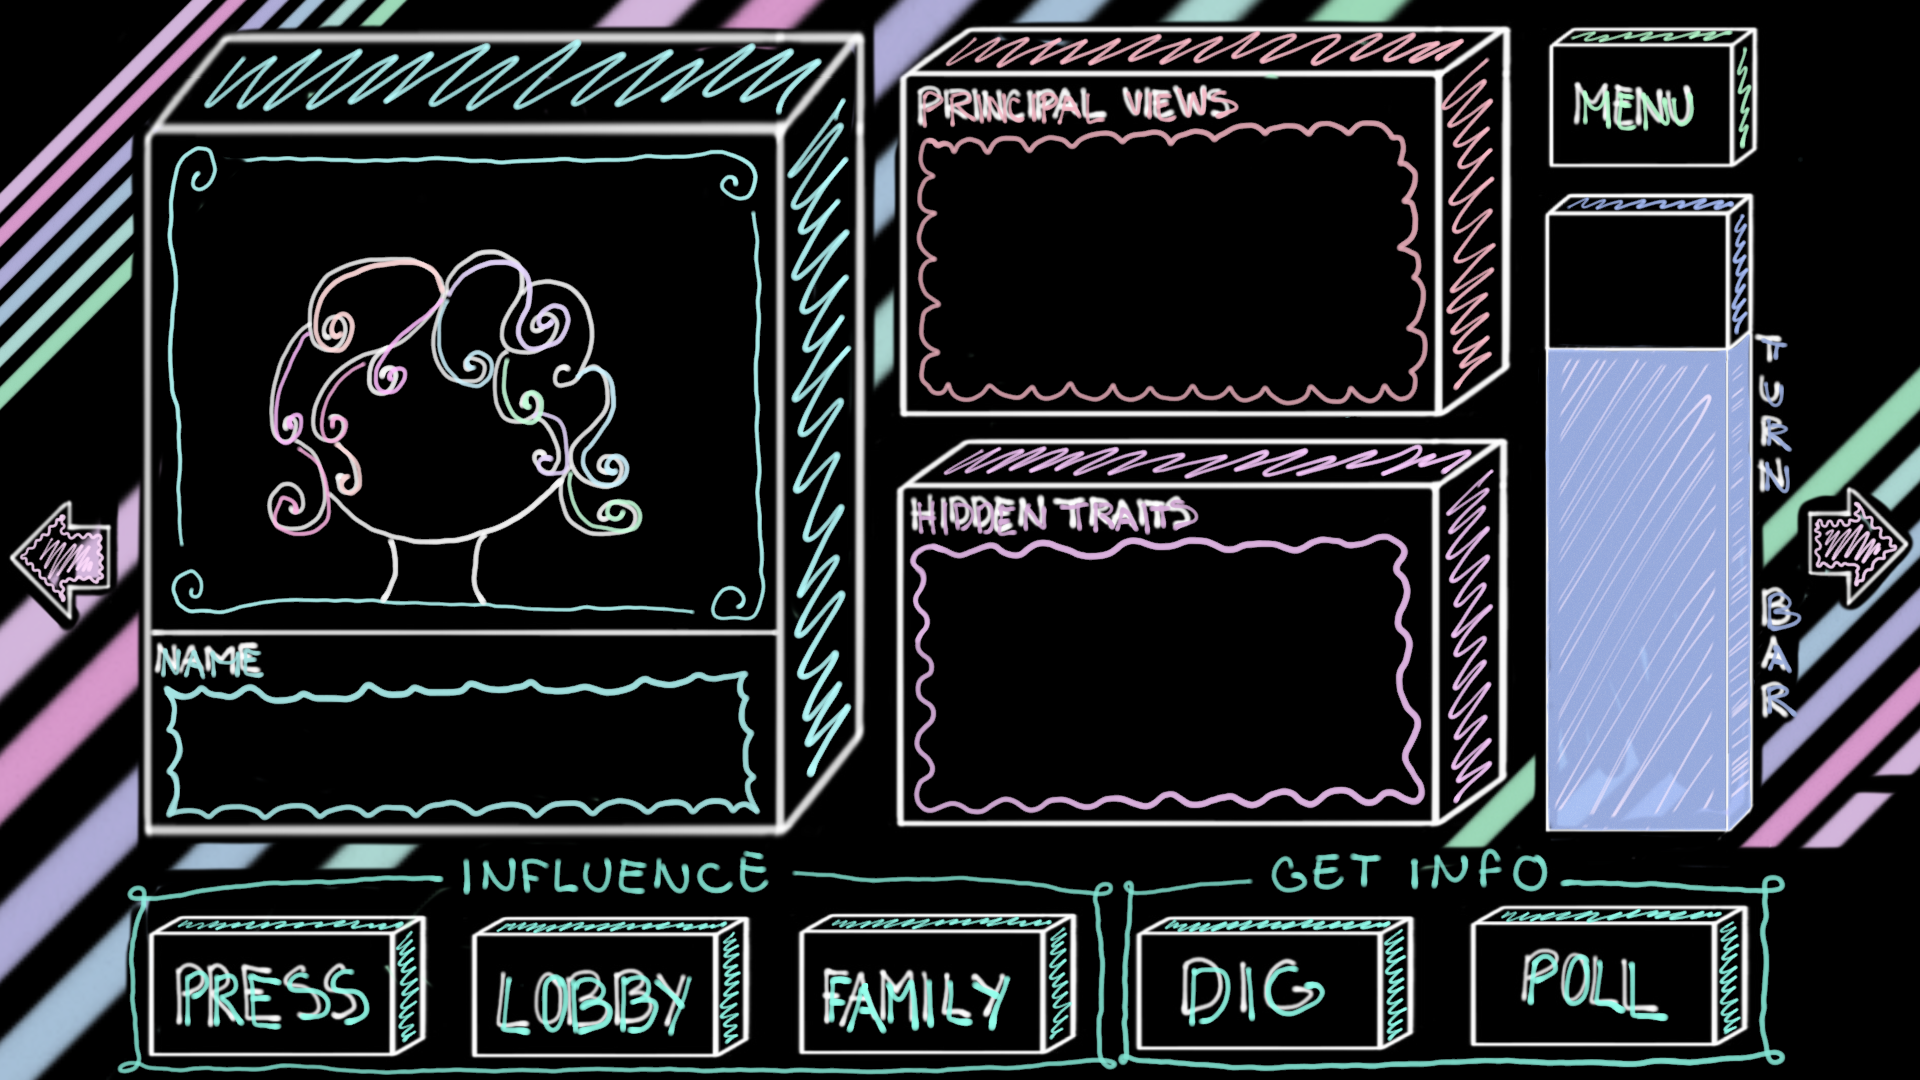 PRINCIPAL VIEWS
MENU
HIDDEN TRAITS
TURN BAR
NAME
INFLUENCE
GET INFO
PRESS
LOBBY
FAMILY
DIG
POLL